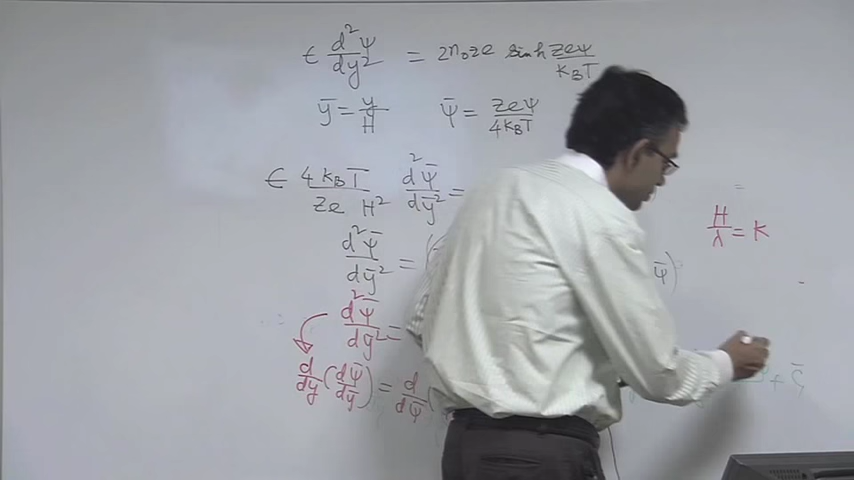 ∈ d²ψ/dy² = 2n₀ze sinh zeψ/k_BT
ȳ = y/H ψ̄ = zeψ/4k_BT
∈ 4k_BT/ze H² d²ψ̄/dȳ² =
H/λ = K
d²ψ̄/dȳ² = ( ψ̄)
d²ψ̄/dȳ² =
d/dȳ (dψ̄/dȳ) = d/dψ̄ (